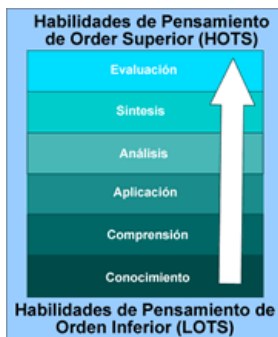 Habilidades de Pensamiento
de Order Superior (HOTS)
Evaluación
Síntesis
Análisis
Aplicación
Comprensión
Conocimiento
Habilidades de Pensamiento de
Orden Inferior (LOTS)